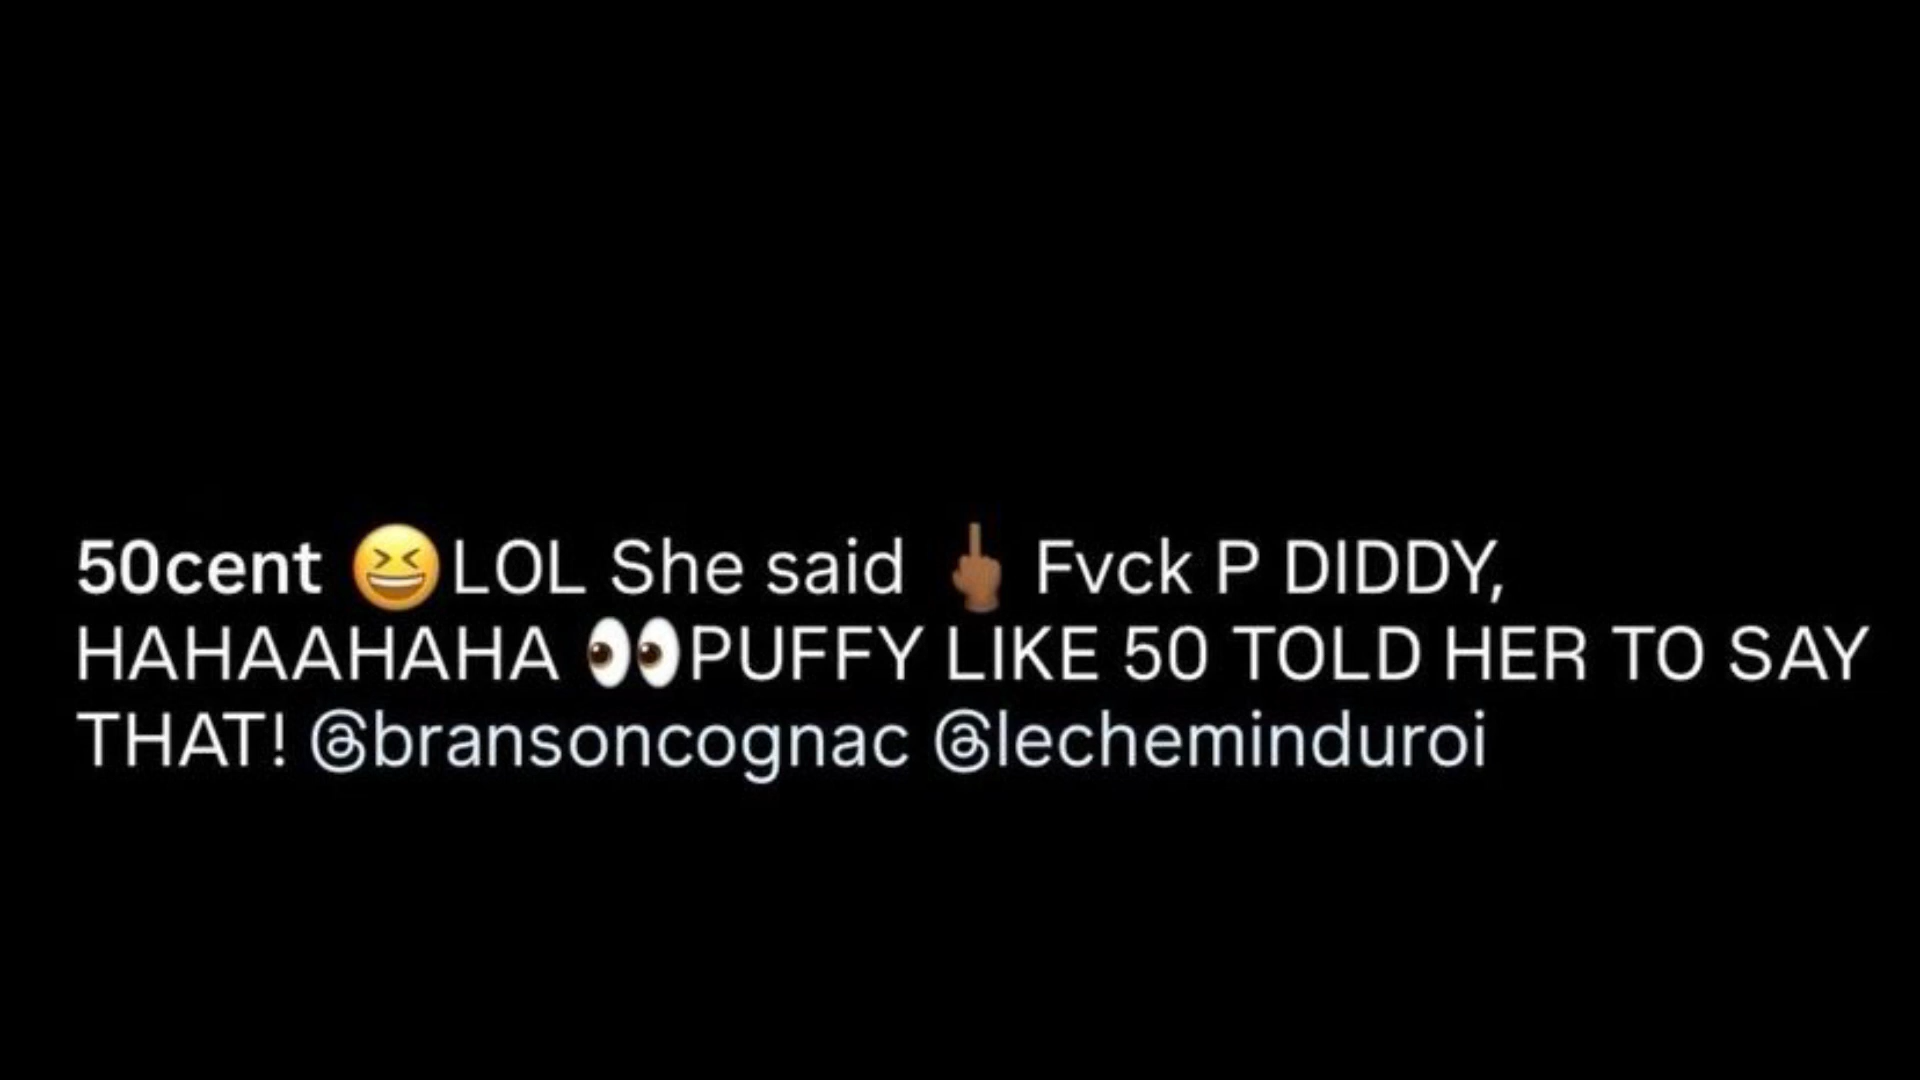 50cent 😆LOL She said 🖕🏾 Fvck P DIDDY,
HAHAAHAHA 👀PUFFY LIKE 50 TOLD HER TO SAY
THAT! @bransoncognac @lecheminduroi